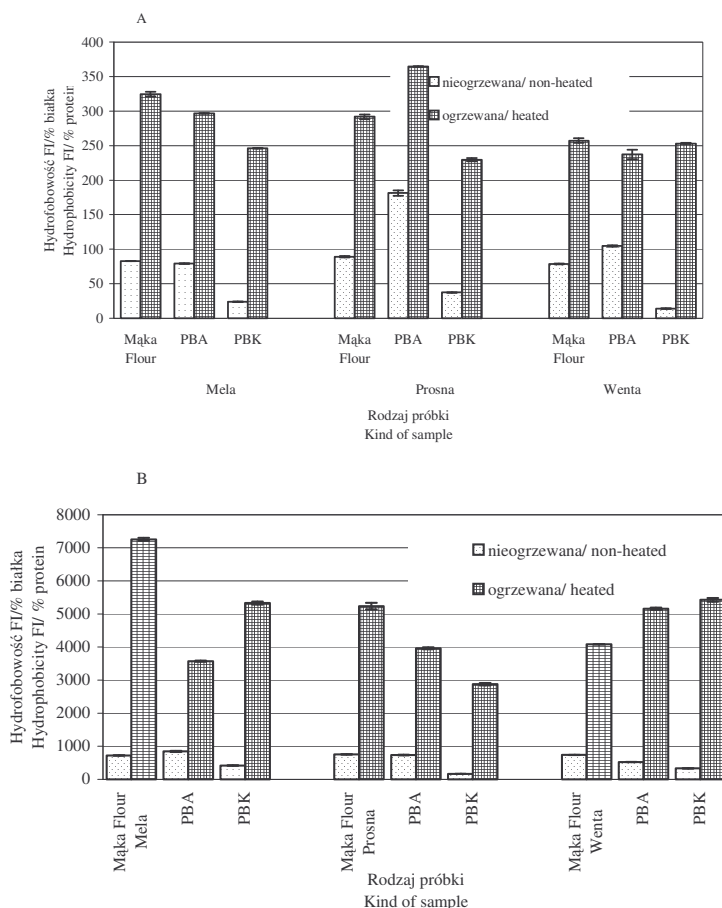 A
Hydrofobowość FI/% białka
Hydrophobicity FI/ % protein
400
350
300
250
200
150
100
50
0
nieogrzewana/ non-heated
ogrzewana/ heated
Mąka PBA PBK Mąka PBA PBK Mąka PBA PBK
Flour Flour Flour
Mela Prosna Wenta
Rodzaj próbki
Kind of sample
B
Hydrofobowość FI/% białka
Hydrophobicity FI/ % protein
8000
7000
6000
5000
4000
3000
2000
1000
0
nieogrzewana/ non-heated
ogrzewana/ heated
Mąka Flour
Mela
PBA
PBK
Mąka Flour
Prosna
PBA
PBK
Mąka Flour
Wenta
PBA
PBK
Rodzaj próbki
Kind of sample